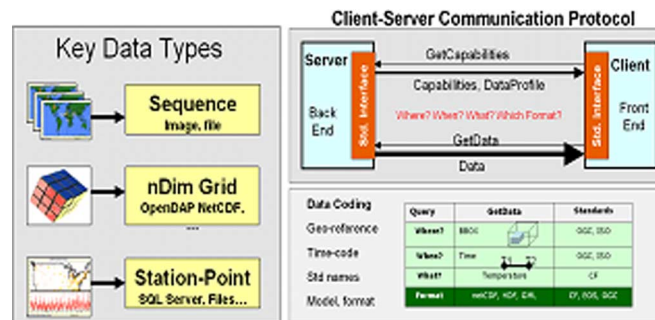 Key Data Types
Sequence
Image, file
nDim Grid
OpenDAP NetCDF,
...
Station-Point
SQL Server, Files...
Client-Server Communication Protocol
Server
Back
End
Std. Interface
GetCapabilities
Capabilities, DataProfile
Where? When? What? Which Format?
GetData
Data
Std. Interface
Client
Front
End
Data Coding
Geo-reference
Time-code
Std names
Model, format
Query GetData Standards
Where? BBOX OGC, ISO
When? Time OGC, ISO
What? Temperature CF
Format netCDF, HDF, GML CF, EOS, OGC